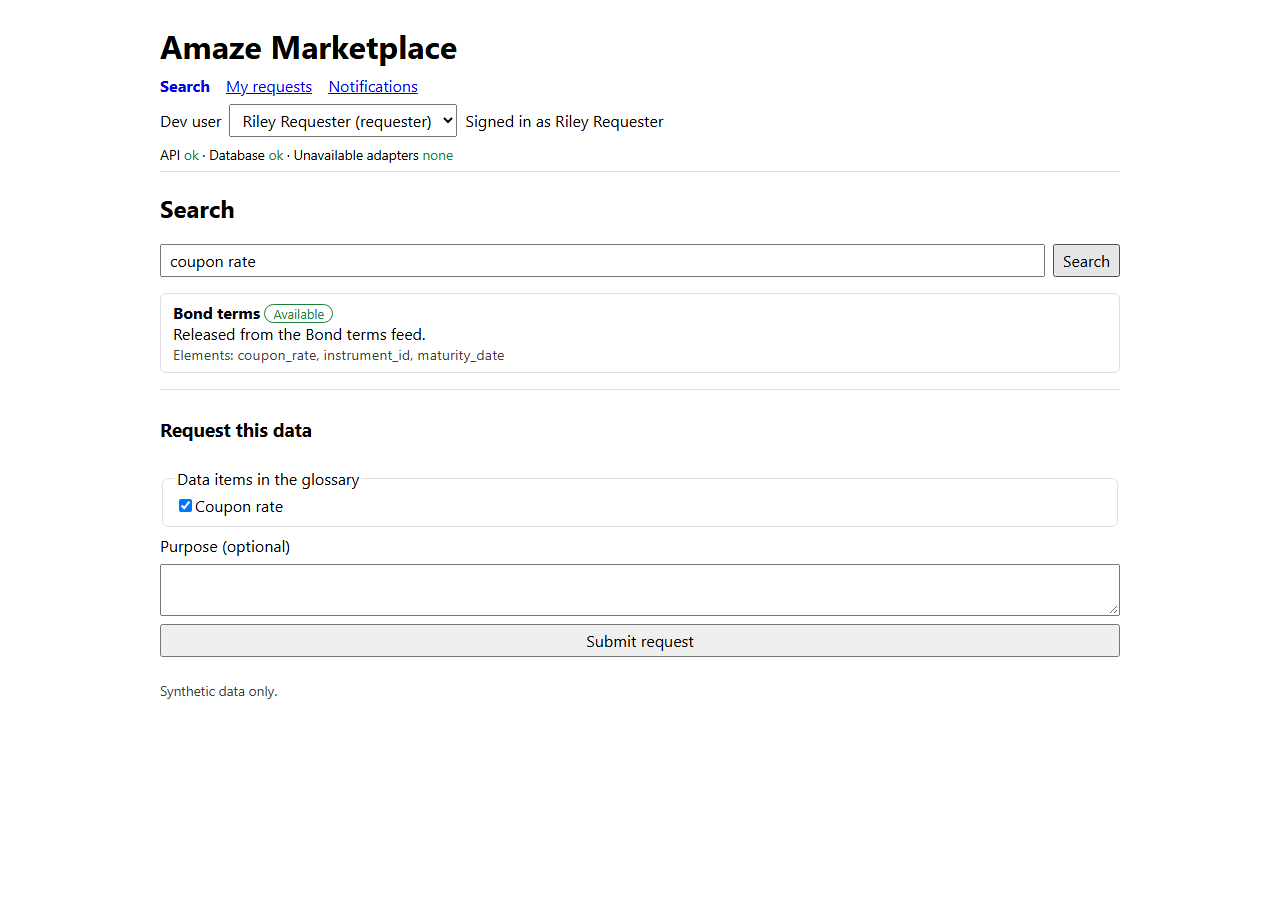 Amaze Marketplace
Search My requests Notifications
Dev user Riley Requester (requester) Signed in as Riley Requester
API ok · Database ok · Unavailable adapters none
Search
coupon rate Search
Bond terms Available
Released from the Bond terms feed.
Elements: coupon_rate, instrument_id, maturity_date
Request this data
Data items in the glossary
Coupon rate
Purpose (optional)
Submit request
Synthetic data only.